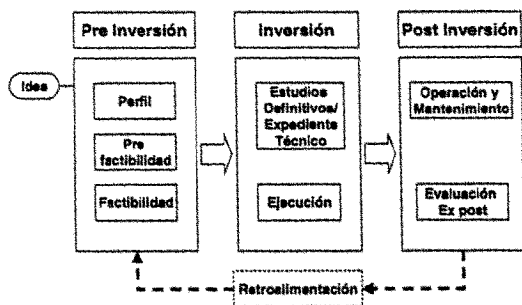 Pre Inversión
Inversión
Post Inversión
Idea
Perfil
Pre
factibilidad
Factibilidad
Estudios
Definitivos/
Expediente
Técnico
Ejecución
Operación y
Mantenimiento
Evaluación
Ex post
Retroalimentación